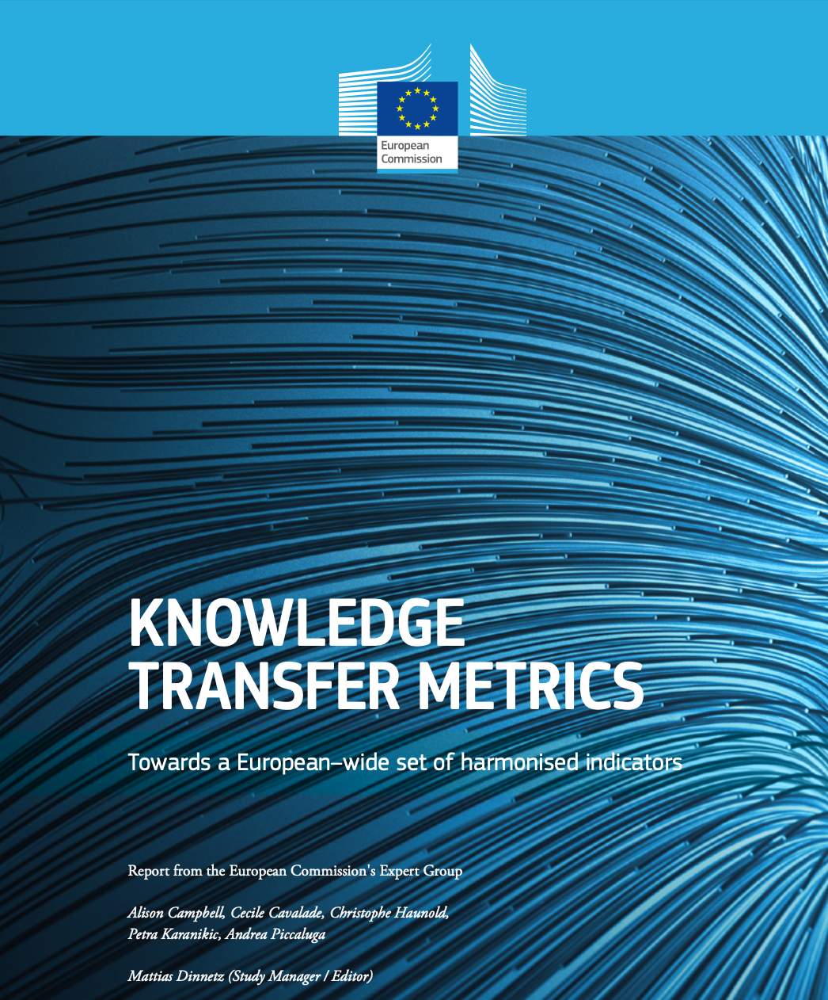 European
Commission
KNOWLEDGE
TRANSFER METRICS
Towards a European–wide set of harmonised indicators
Report from the European Commission's Expert Group
Alison Campbell, Cecile Cavalade, Christophe Haunold,
Petra Karanikic, Andrea Piccaluga
Mattias Dinnetz (Study Manager / Editor)